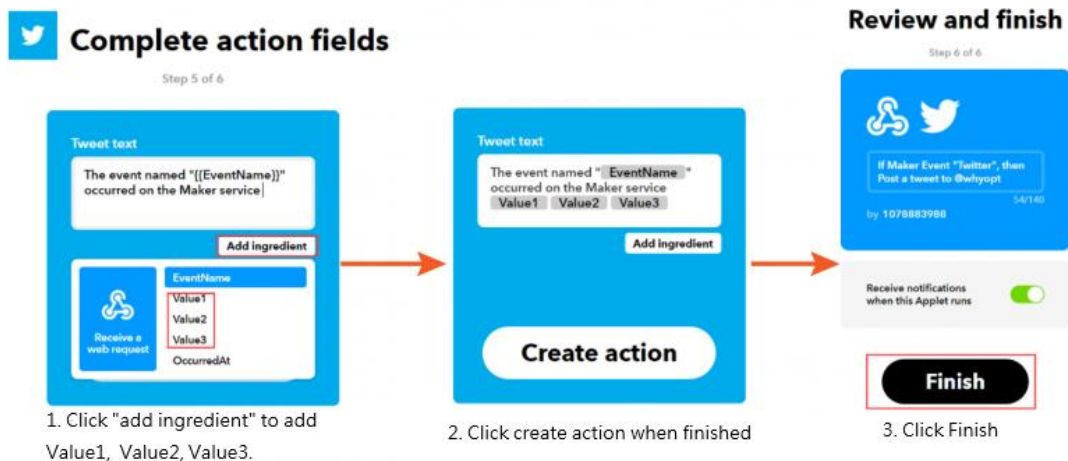 Complete action fields
Step 5 of 6
Tweet text
The event named "{{EventName}}"
occurred on the Maker service
Add ingredient
Receive a
web request
EventName
Value1
Value2
Value3
OccurredAt
1. Click "add ingredient" to add
Value1, Value2, Value3.
Tweet text
The event named " EventName "
occurred on the Maker service
Value1 Value2 Value3
Add ingredient
Create action
2. Click create action when finished
Review and finish
Step 6 of 6
If Maker Event "Twitter", then
Post a tweet to @whyopt
54/140
by 1078883988
Receive notifications
when this Applet runs
Finish
3. Click Finish